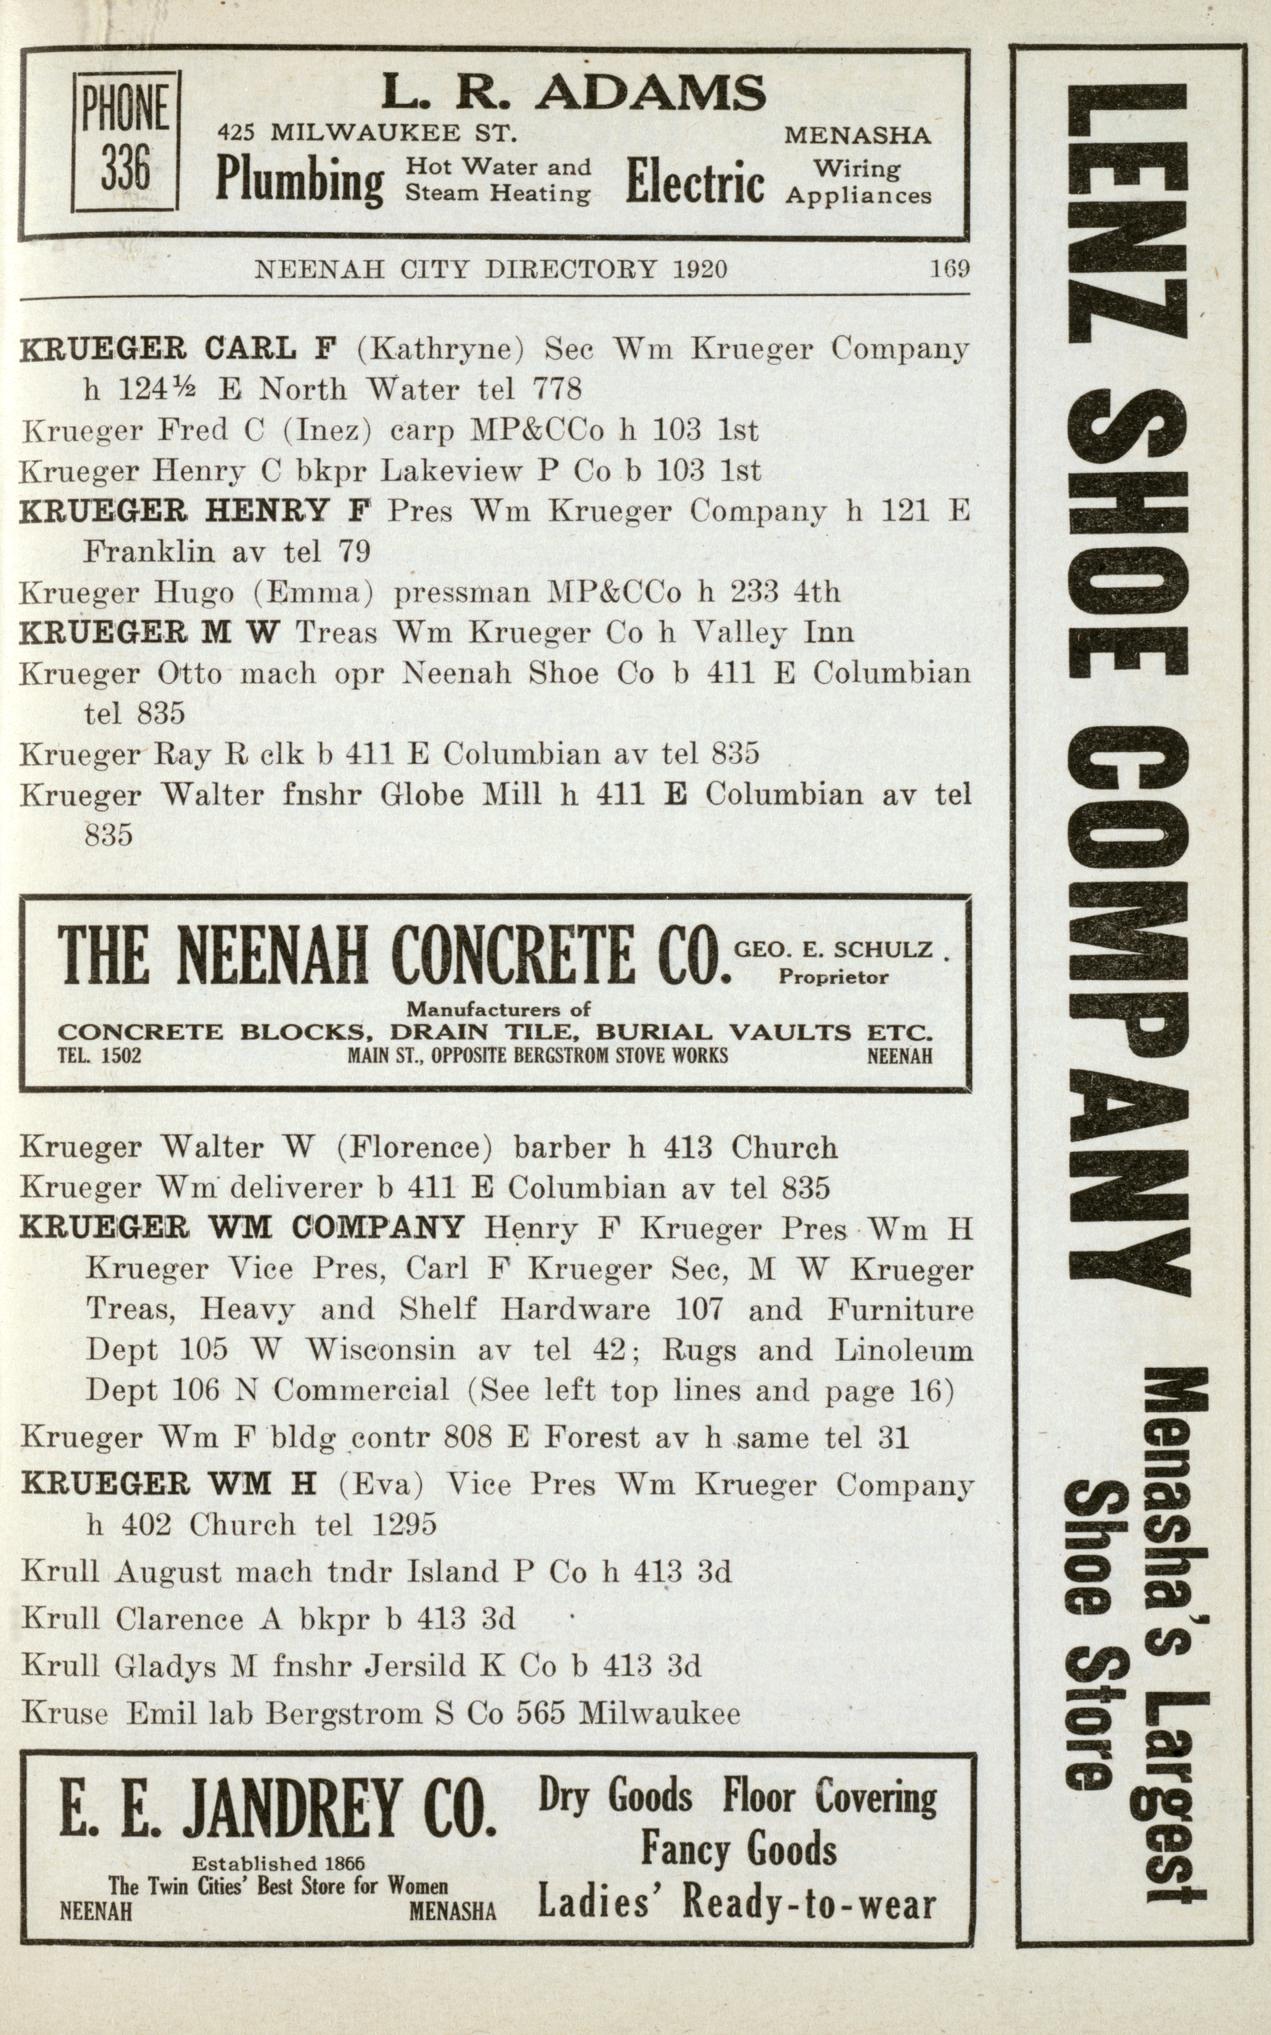 PHONE
336
L. R. ADAMS
425 MILWAUKEE ST. MENASHA
Plumbing Hot Water and Steam Heating Electric Wiring Appliances
NEENAH CITY DIRECTORY 1920 169
KRUEGER CARL F (Kathryne) Sec Wm Krueger Company
h 124½ E North Water tel 778
Krueger Fred C (Inez) carp MP&CCo h 103 1st
Krueger Henry C bkpr Lakeview P Co b 103 1st
KRUEGER HENRY F Pres Wm Krueger Company h 121 E
Franklin av tel 79
Krueger Hugo (Emma) pressman MP&CCo h 233 4th
KRUEGER M W Treas Wm Krueger Co h Valley Inn
Krueger Otto mach opr Neenah Shoe Co b 411 E Columbian
tel 835
Krueger Ray R clk b 411 E Columbian av tel 835
Krueger Walter fnshr Globe Mill h 411 E Columbian av tel
835
THE NEENAH CONCRETE CO. GEO. E. SCHULZ.
Proprietor
Manufacturers of
CONCRETE BLOCKS, DRAIN TILE, BURIAL VAULTS ETC.
TEL. 1502 MAIN ST., OPPOSITE BERGSTROM STOVE WORKS NEENAH
Krueger Walter W (Florence) barber h 413 Church
Krueger Wm deliverer b 411 E Columbian av tel 835
KRUEGER WM COMPANY Henry F Krueger Pres Wm H
Krueger Vice Pres, Carl F Krueger Sec, M W Krueger
Treas, Heavy and Shelf Hardware 107 and Furniture
Dept 105 W Wisconsin av tel 42; Rugs and Linoleum
Dept 106 N Commercial (See left top lines and page 16)
Krueger Wm F bldg contr 808 E Forest av h same tel 31
KRUEGER WM H (Eva) Vice Pres Wm Krueger Company
h 402 Church tel 1295
Krull August mach tndr Island P Co h 413 3d
Krull Clarence A bkpr b 413 3d
Krull Gladys M fnshr Jersild K Co b 413 3d
Kruse Emil lab Bergstrom S Co 565 Milwaukee
E. E. JANDREY CO.
Established 1866
The Twin Cities' Best Store for Women
NEENAH MENASHA
Dry Goods Floor Covering
Fancy Goods
Ladies' Ready-to-wear
LENZ SHOE COMPANY
Menasha's Largest
Shoe Store